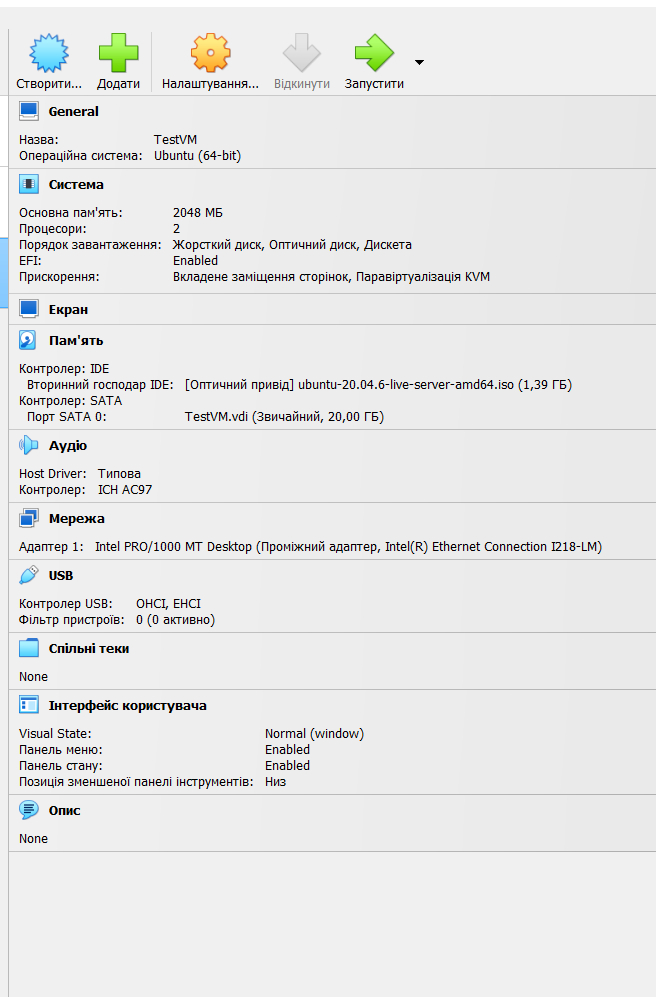 Створити... Додати Налаштування... Відкинути Запустити
General
Назва: TestVM
Операційна система: Ubuntu (64-bit)
Система
Основна пам'ять: 2048 МБ
Процесори: 2
Порядок завантаження: Жорсткий диск, Оптичний диск, Дискета
EFI: Enabled
Прискорення: Вкладене заміщення сторінок, Паравіртуалізація KVM
Екран
Пам'ять
Контролер: IDE
Вторинний господар IDE: [Оптичний привід] ubuntu-20.04.6-live-server-amd64.iso (1,39 ГБ)
Контролер: SATA
Порт SATA 0: TestVM.vdi (Звичайний, 20,00 ГБ)
Аудіо
Host Driver: Типова
Контролер: ICH AC97
Мережа
Адаптер 1: Intel PRO/1000 MT Desktop (Проміжний адаптер, Intel(R) Ethernet Connection I218-LM)
USB
Контролер USB: OHCI, EHCI
Фільтр пристроїв: 0 (0 активно)
Спільні теки
None
Інтерфейс користувача
Visual State: Normal (window)
Панель меню: Enabled
Панель стану: Enabled
Позиція зменшеної панелі інструментів: Низ
Опис
None